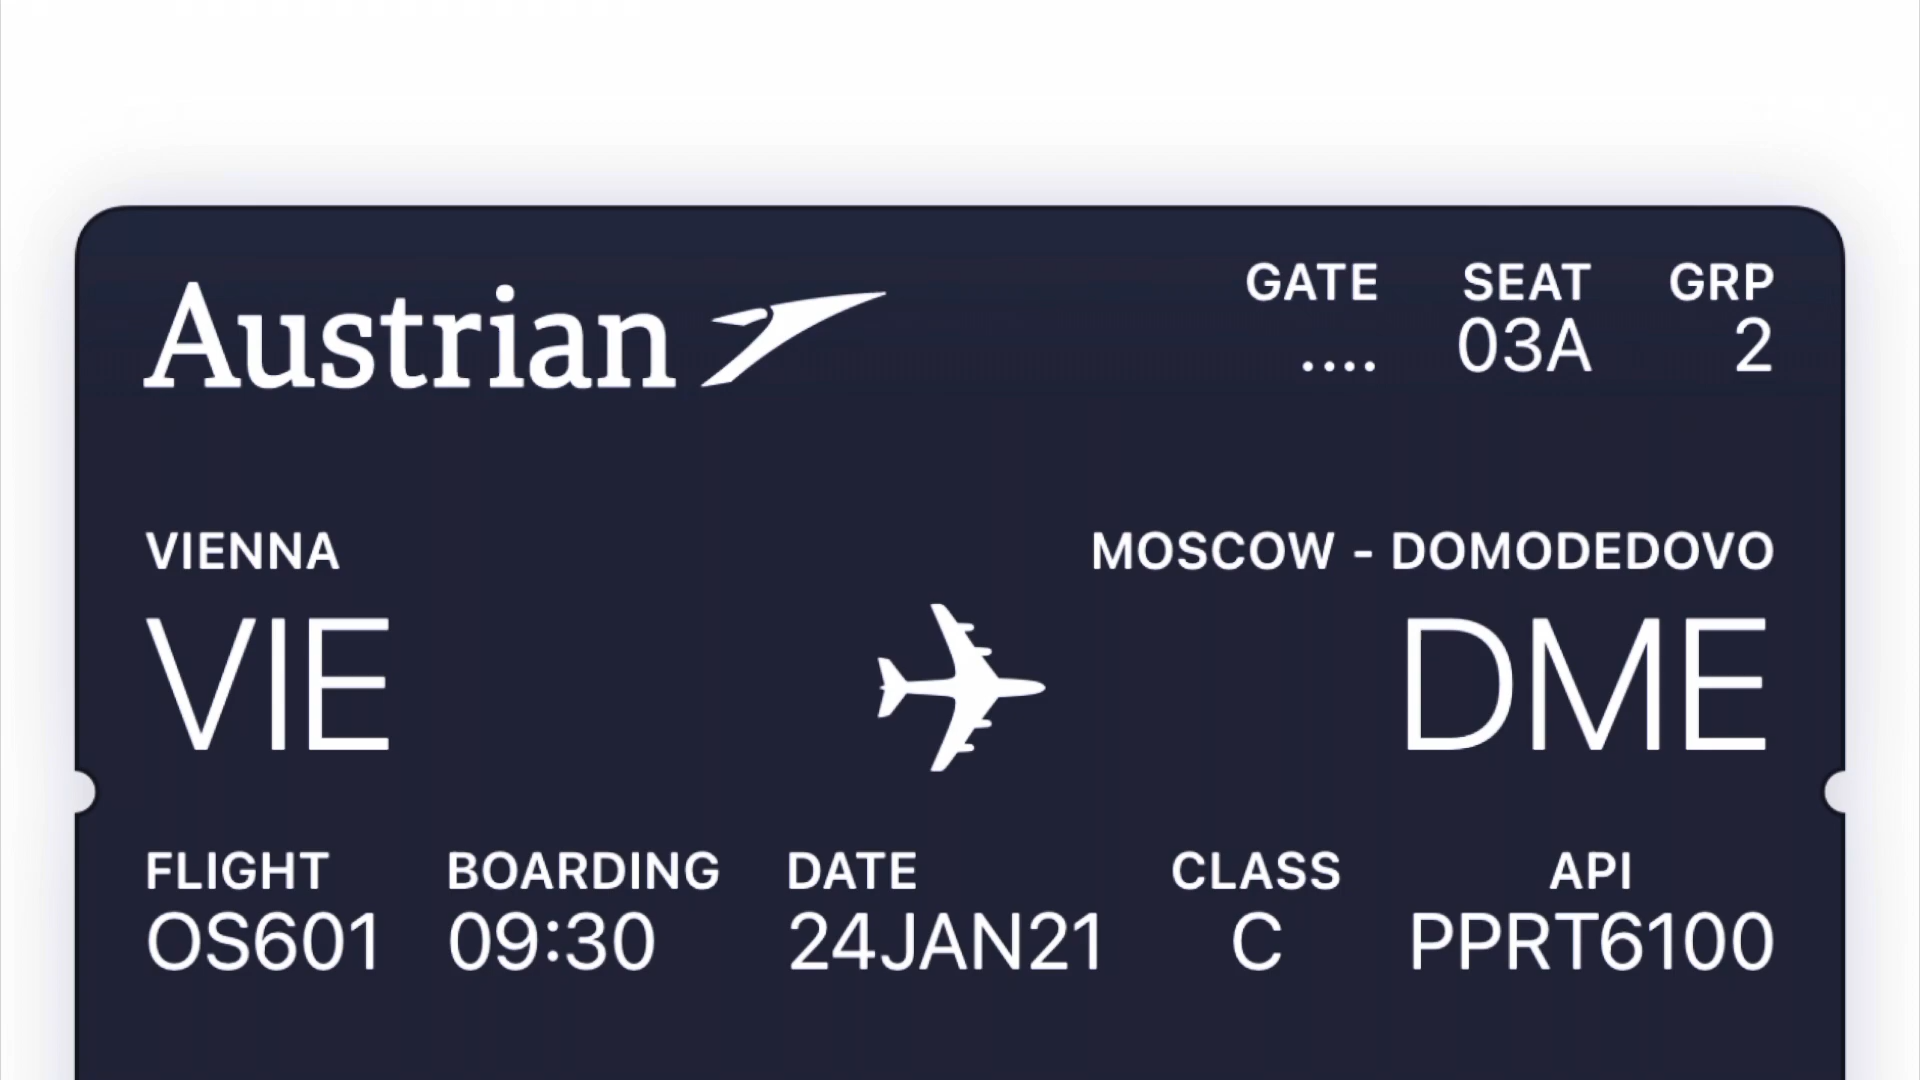 Austrian
GATE SEAT GRP
.... 03A 2
VIENNA MOSCOW - DOMODEDOVO
VIE DME
FLIGHT BOARDING DATE CLASS API
OS601 09:30 24JAN21 C PPRT6100